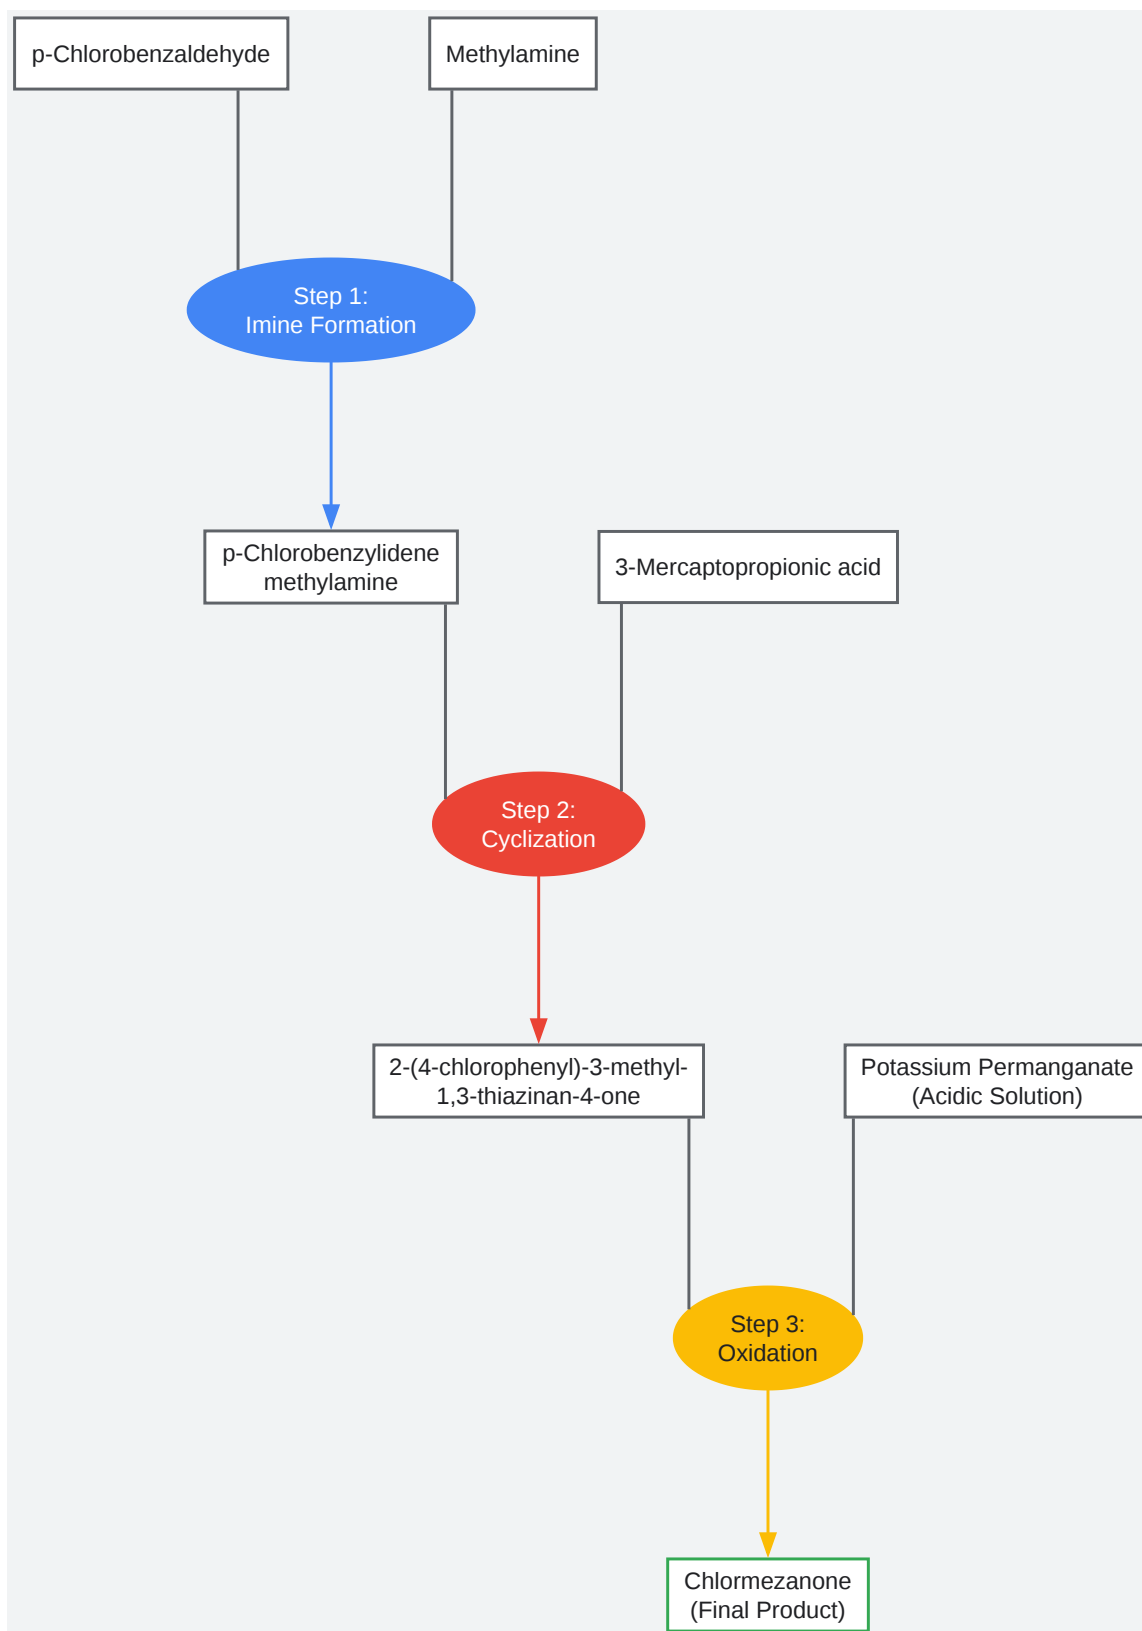 p-Chlorobenzaldehyde
Methylamine
Step 1:
Imine Formation
p-Chlorobenzylidene
methylamine
3-Mercaptopropionic acid
Step 2:
Cyclization
2-(4-chlorophenyl)-3-methyl-
1,3-thiazinan-4-one
Potassium Permanganate
(Acidic Solution)
Step 3:
Oxidation
Chlormezanone
(Final Product)